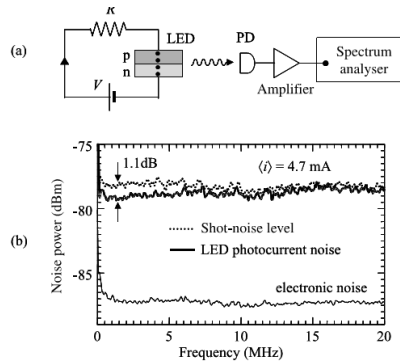 (a)
R
LED
PD
p
n
V
Amplifier
Spectrum
analyser
(b)
Noise power (dBm)
-75
-80
-85
1.1dB
⟨i⟩ = 4.7 mA
Shot-noise level
LED photocurrent noise
electronic noise
0 5 10 15 20
Frequency (MHz)